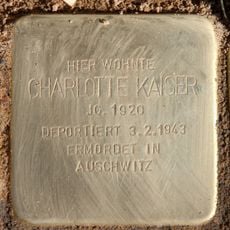 HIER WOHNTE
CHARLOTTE KAISER
JG. 1920
DEPORTIERT 3.2.1943
ERMORDET IN
AUSCHWITZ